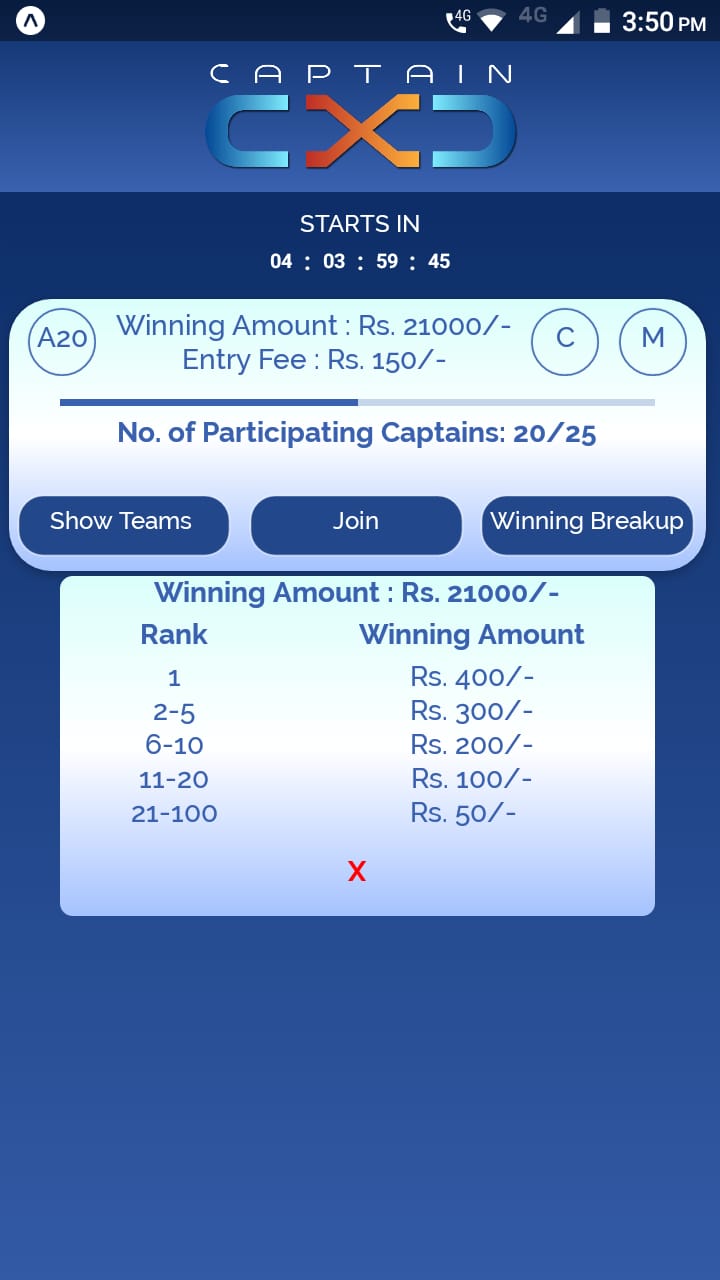 4G 4G 3:50 PM
CAPTAIN
CXD
STARTS IN
04 : 03 : 59 : 45
A20 Winning Amount : Rs. 21000/- C M
Entry Fee : Rs. 150/-
No. of Participating Captains: 20/25
Show Teams Join Winning Breakup
Winning Amount : Rs. 21000/-
Rank Winning Amount
1 Rs. 400/-
2-5 Rs. 300/-
6-10 Rs. 200/-
11-20 Rs. 100/-
21-100 Rs. 50/-
X